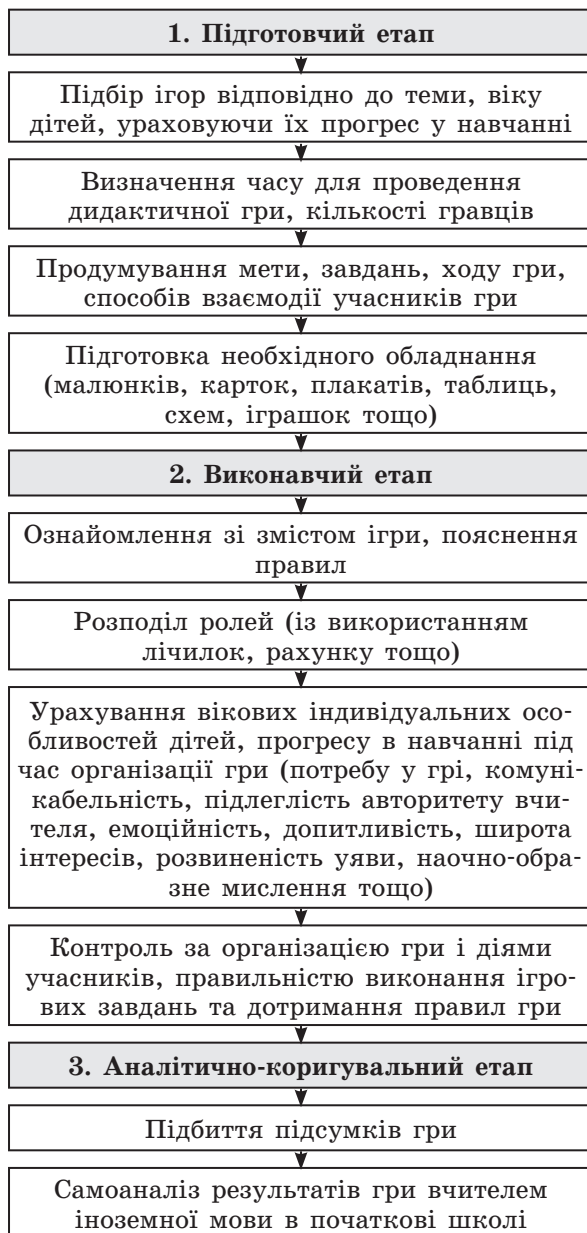 1. Підготовчий етап
Підбір ігор відповідно до теми, віку
дітей, ураховуючи їх прогрес у навчанні
Визначення часу для проведення
дидактичної гри, кількості гравців
Продумування мети, завдань, ходу гри,
способів взаємодії учасників гри
Підготовка необхідного обладнання
(малюнків, карток, плакатів, таблиць,
схем, іграшок тощо)
2. Виконавчий етап
Ознайомлення зі змістом ігри, пояснення
правил
Розподіл ролей (із використанням
лічилок, рахунку тощо)
Урахування вікових індивідуальних осо-
бливостей дітей, прогресу в навчанні під
час організації гри (потребу у грі, комуні-
кабельність, підлеглість авторитету вчи-
теля, емоційність, допитливість, широта
інтересів, розвиненість уяви, наочно-обра-
зне мислення тощо)
Контроль за організацією гри і діями
учасників, правильністю виконання ігро-
вих завдань та дотримання правил гри
3. Аналітично-коригувальний етап
Підбиття підсумків гри
Самоаналіз результатів гри вчителем
іноземної мови в початкові школі